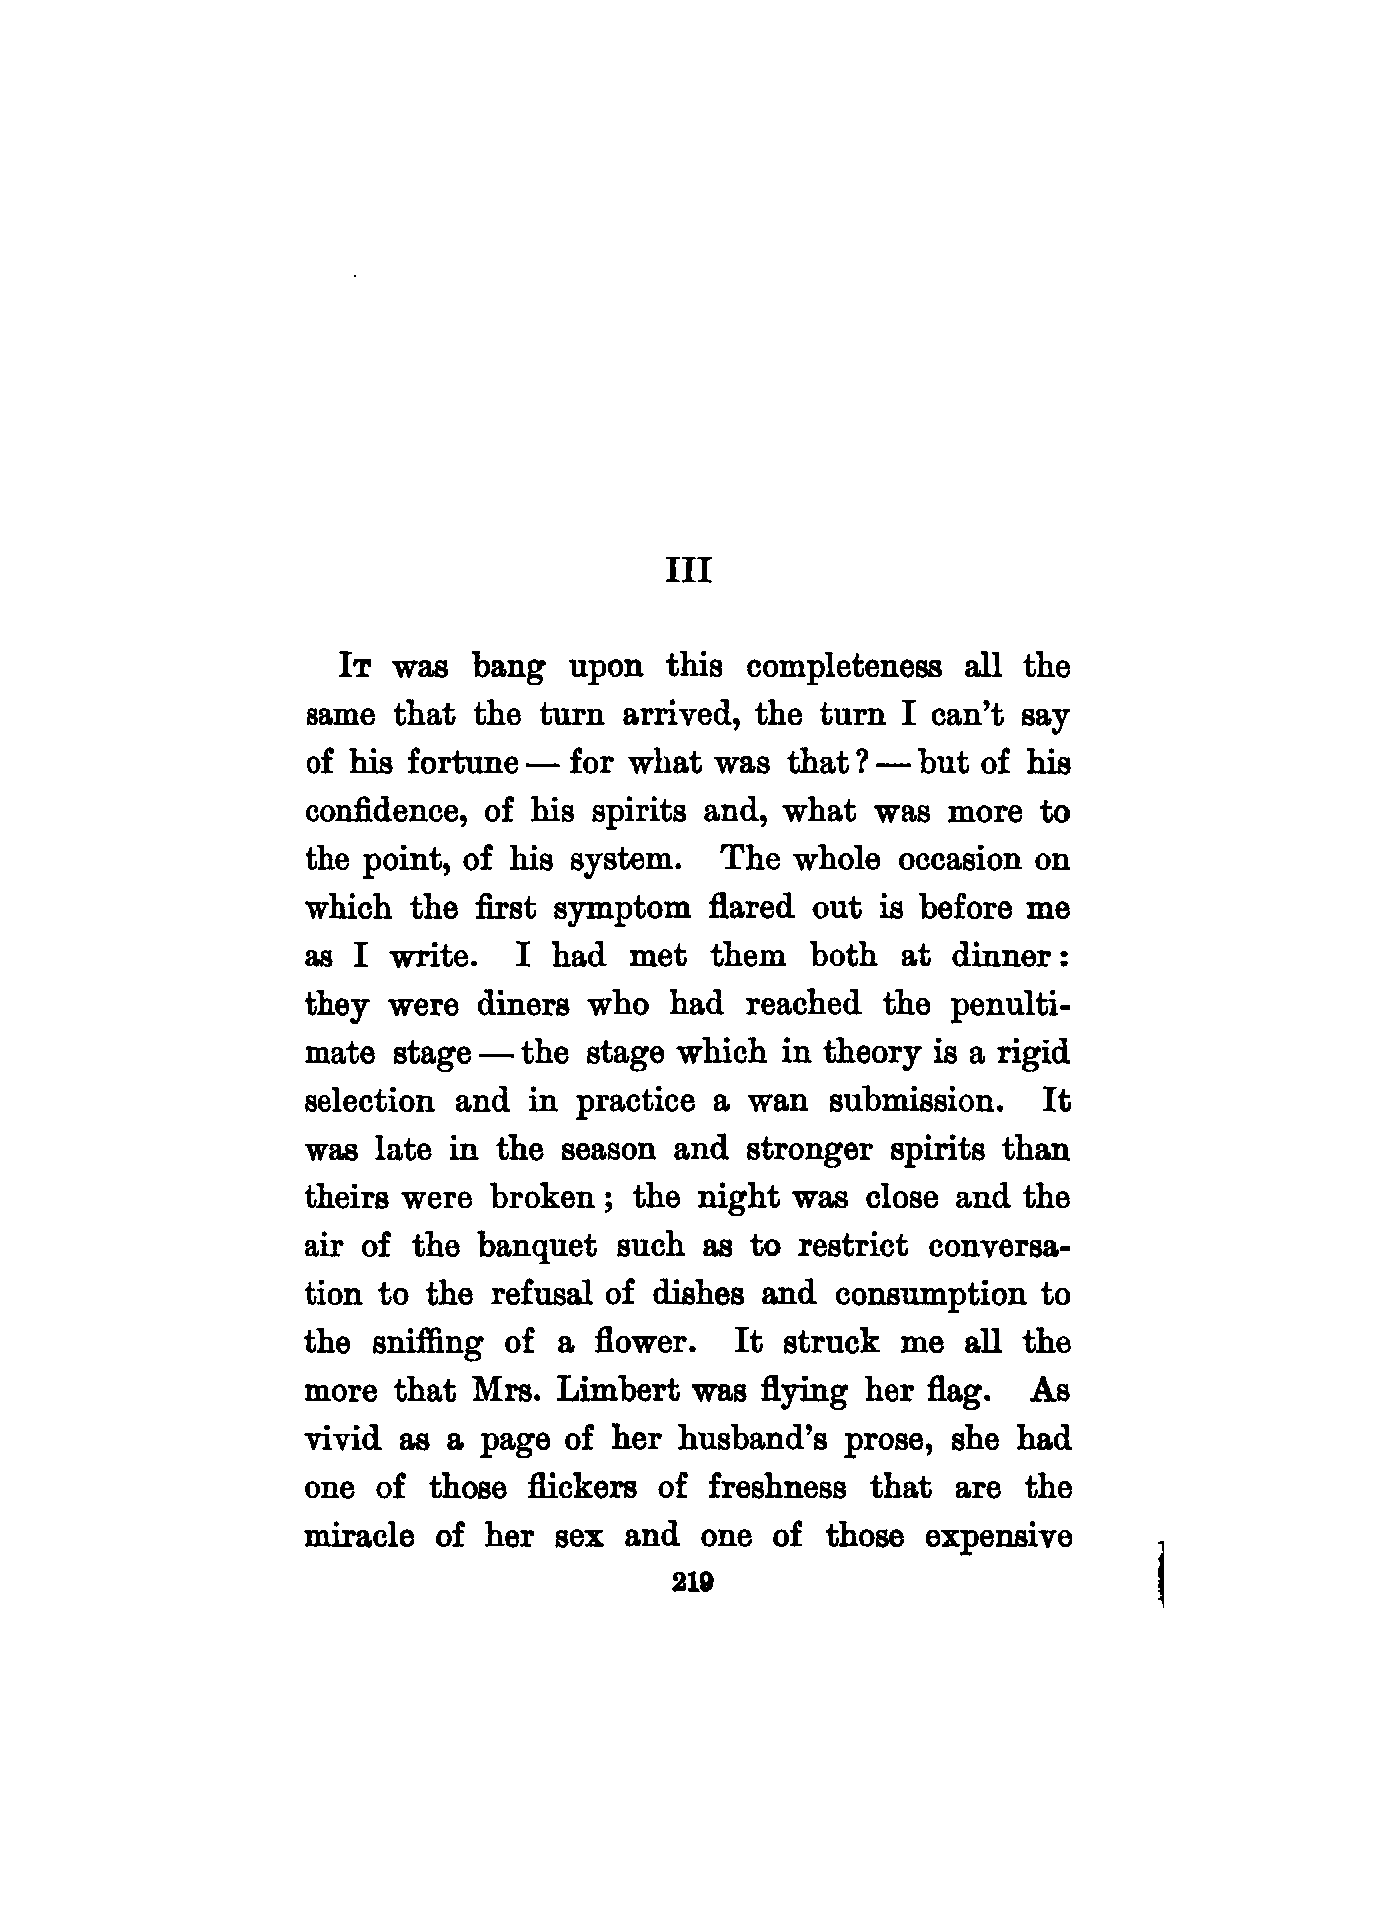 III
It was bang upon this completeness all the
same that the turn arrived, the turn I can't say
of his fortune — for what was that? — but of his
confidence, of his spirits and, what was more to
the point, of his system. The whole occasion on
which the first symptom flared out is before me
as I write. I had met them both at dinner:
they were diners who had reached the penulti-
mate stage — the stage which in theory is a rigid
selection and in practice a wan submission. It
was late in the season and stronger spirits than
theirs were broken; the night was close and the
air of the banquet such as to restrict conversa-
tion to the refusal of dishes and consumption to
the sniffing of a flower. It struck me all the
more that Mrs. Limbert was flying her flag. As
vivid as a page of her husband's prose, she had
one of those flickers of freshness that are the
miracle of her sex and one of those expensive
219